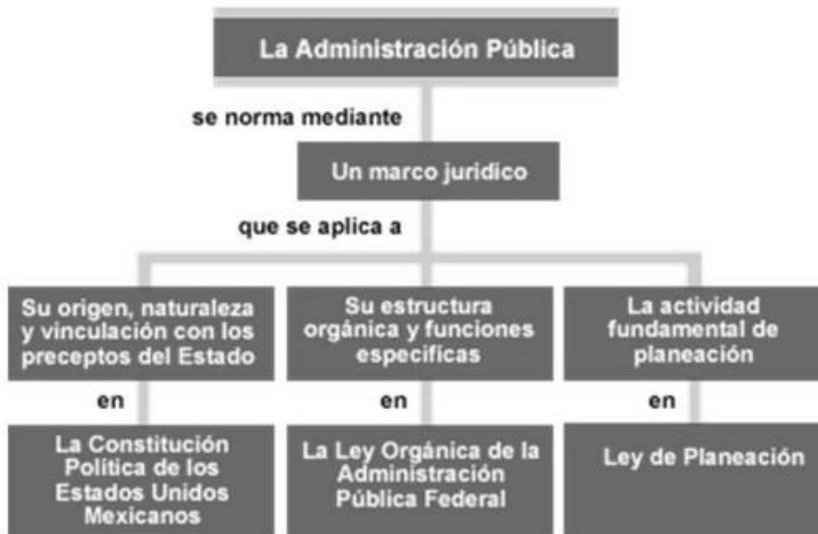 La Administración Pública
se norma mediante
Un marco juridico
que se aplica a
Su origen, naturaleza
y vinculación con los
preceptos del Estado
Su estructura
orgánica y funciones
especificas
La actividad
fundamental de
planeación
en
en
en
La Constitución
Política de los
Estados Unidos
Mexicanos
La Ley Orgánica de la
Administración
Pública Federal
Ley de Planeación